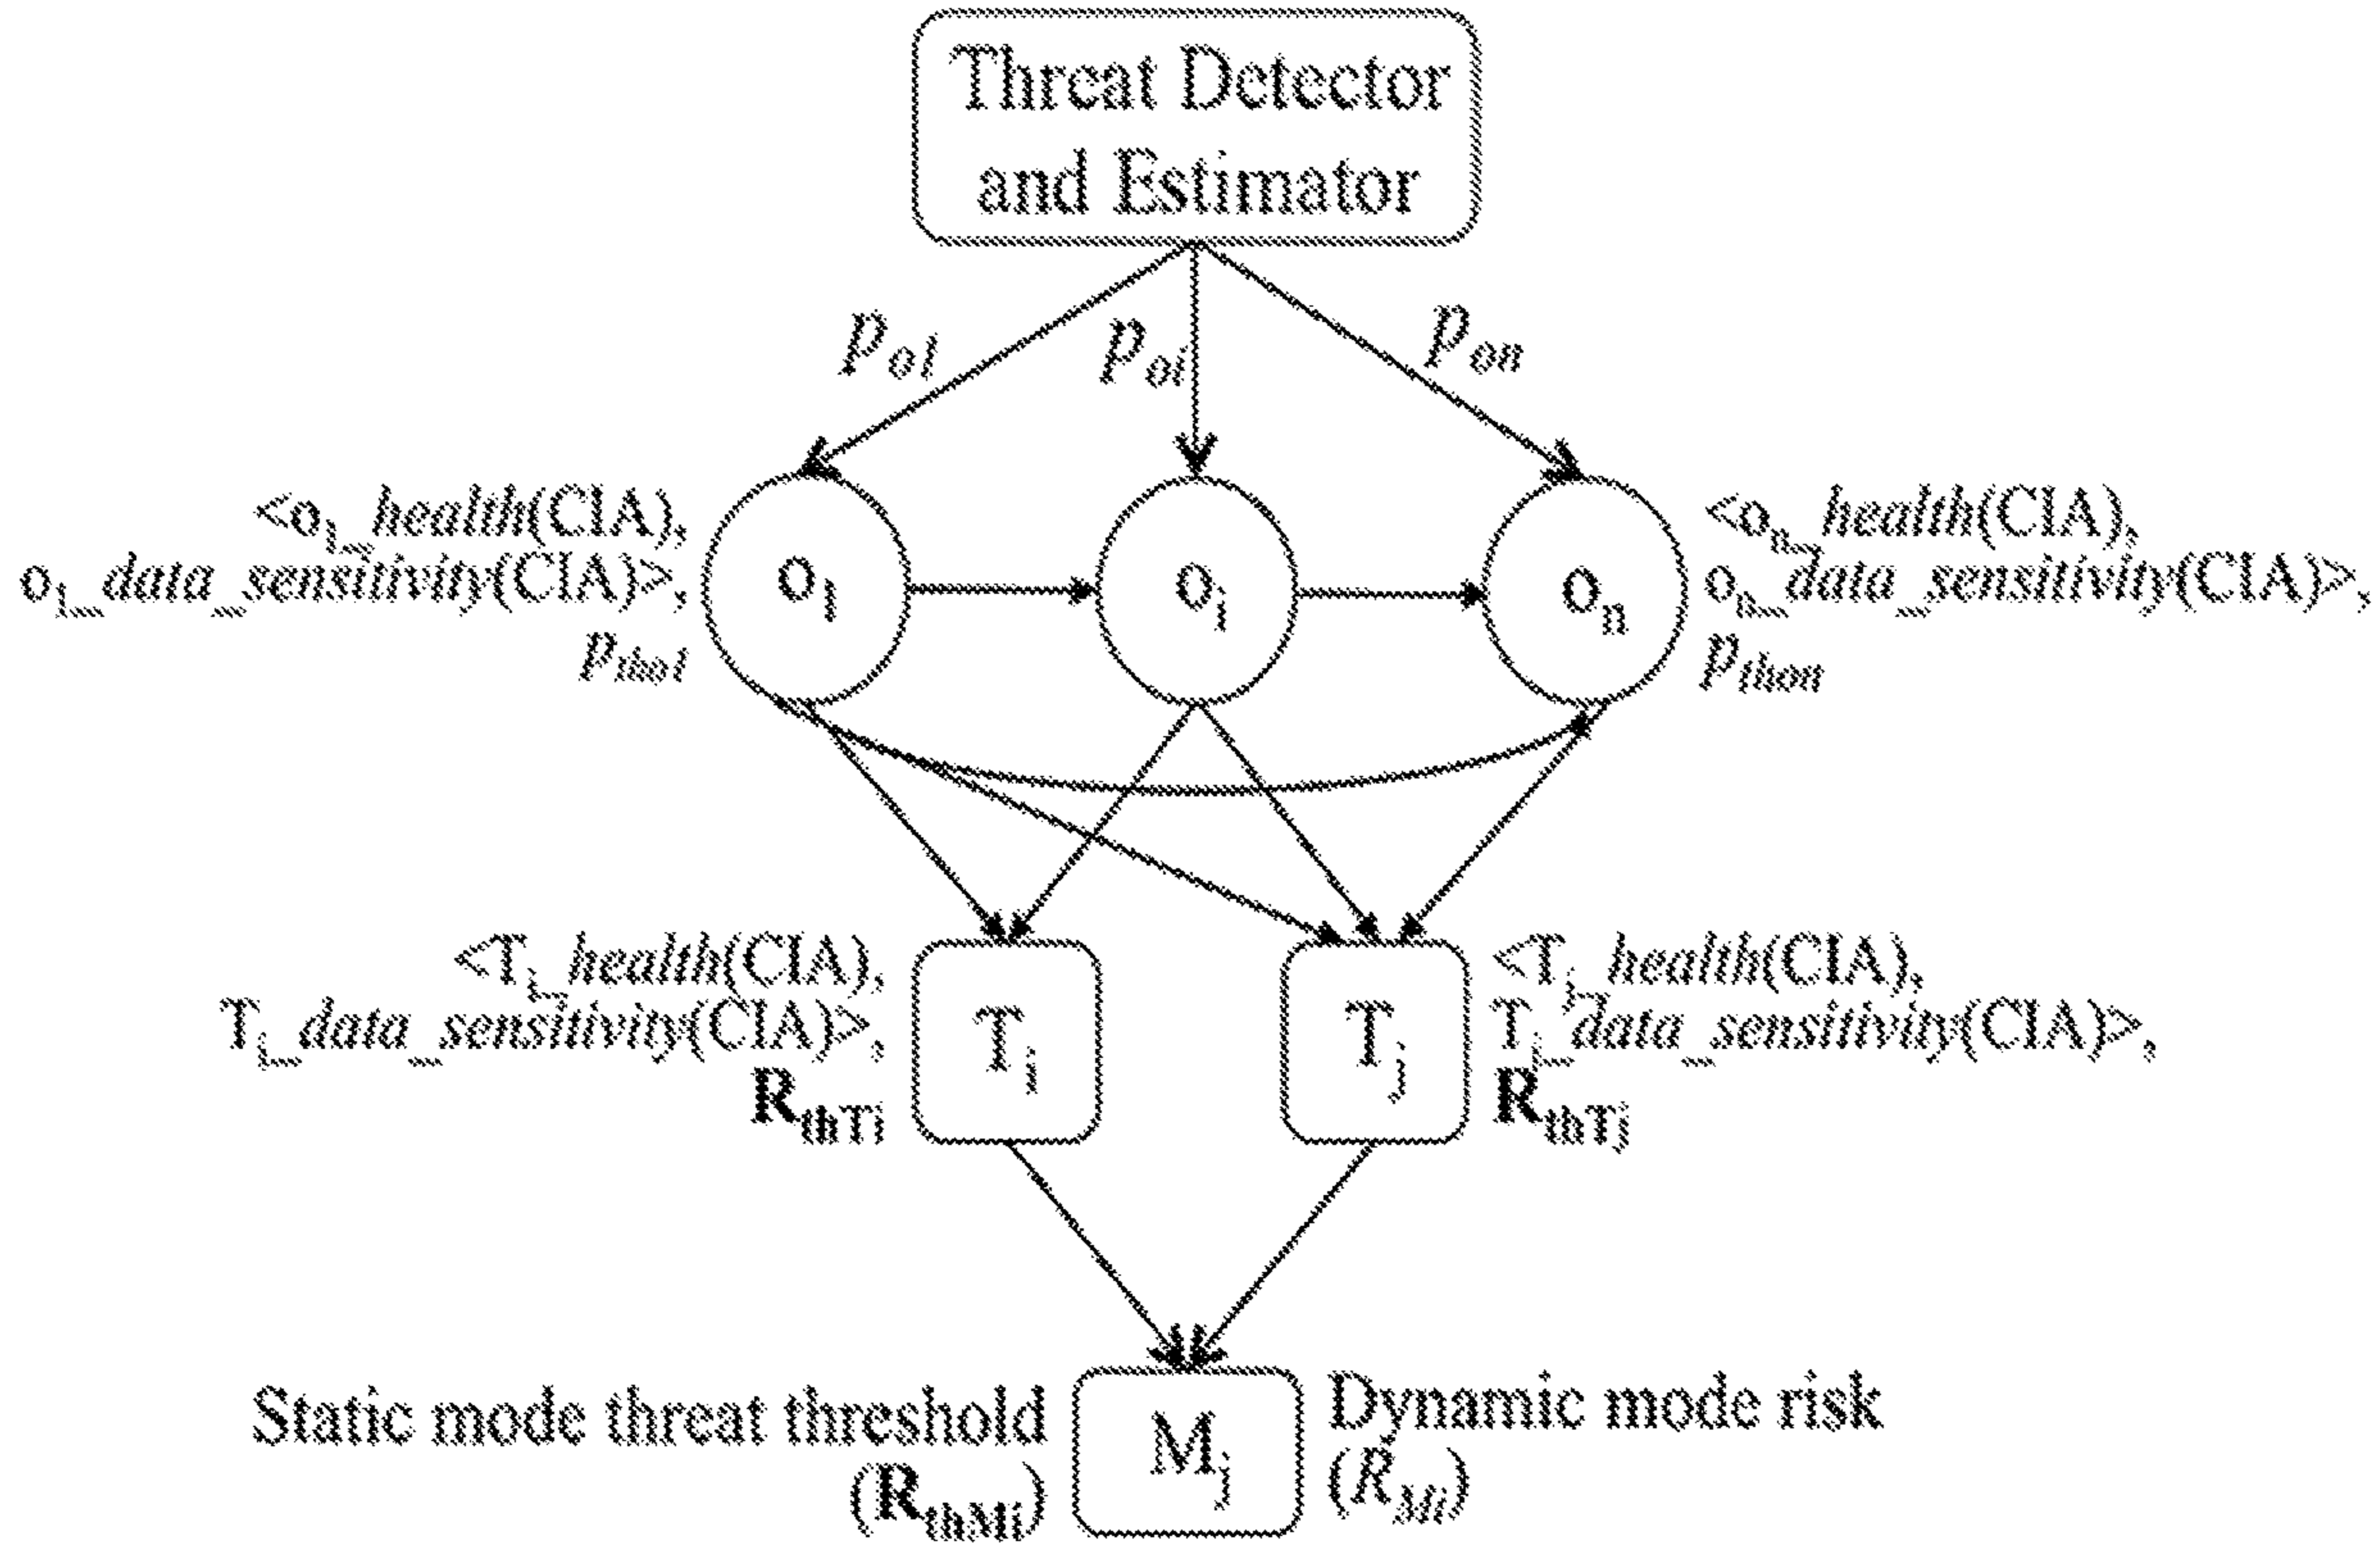 Threat Detector
and Estimator
p_o1
p_oi
p_on
<o_1_health(CIA),
o_1_data_sensitivity(CIA)>,
p_tho1
o_1
o_i
o_n
<o_n_health(CIA),
o_n_data_sensitivity(CIA)>,
p_thon
<T_i_health(CIA),
T_i_data_sensitivity(CIA)>,
R_thTi
T_i
T_j
<T_j_health(CIA),
T_j_data_sensitivity(CIA)>,
R_thTj
Static mode threat threshold
(R_thMi)
M_j
Dynamic mode risk
(R_Mi)